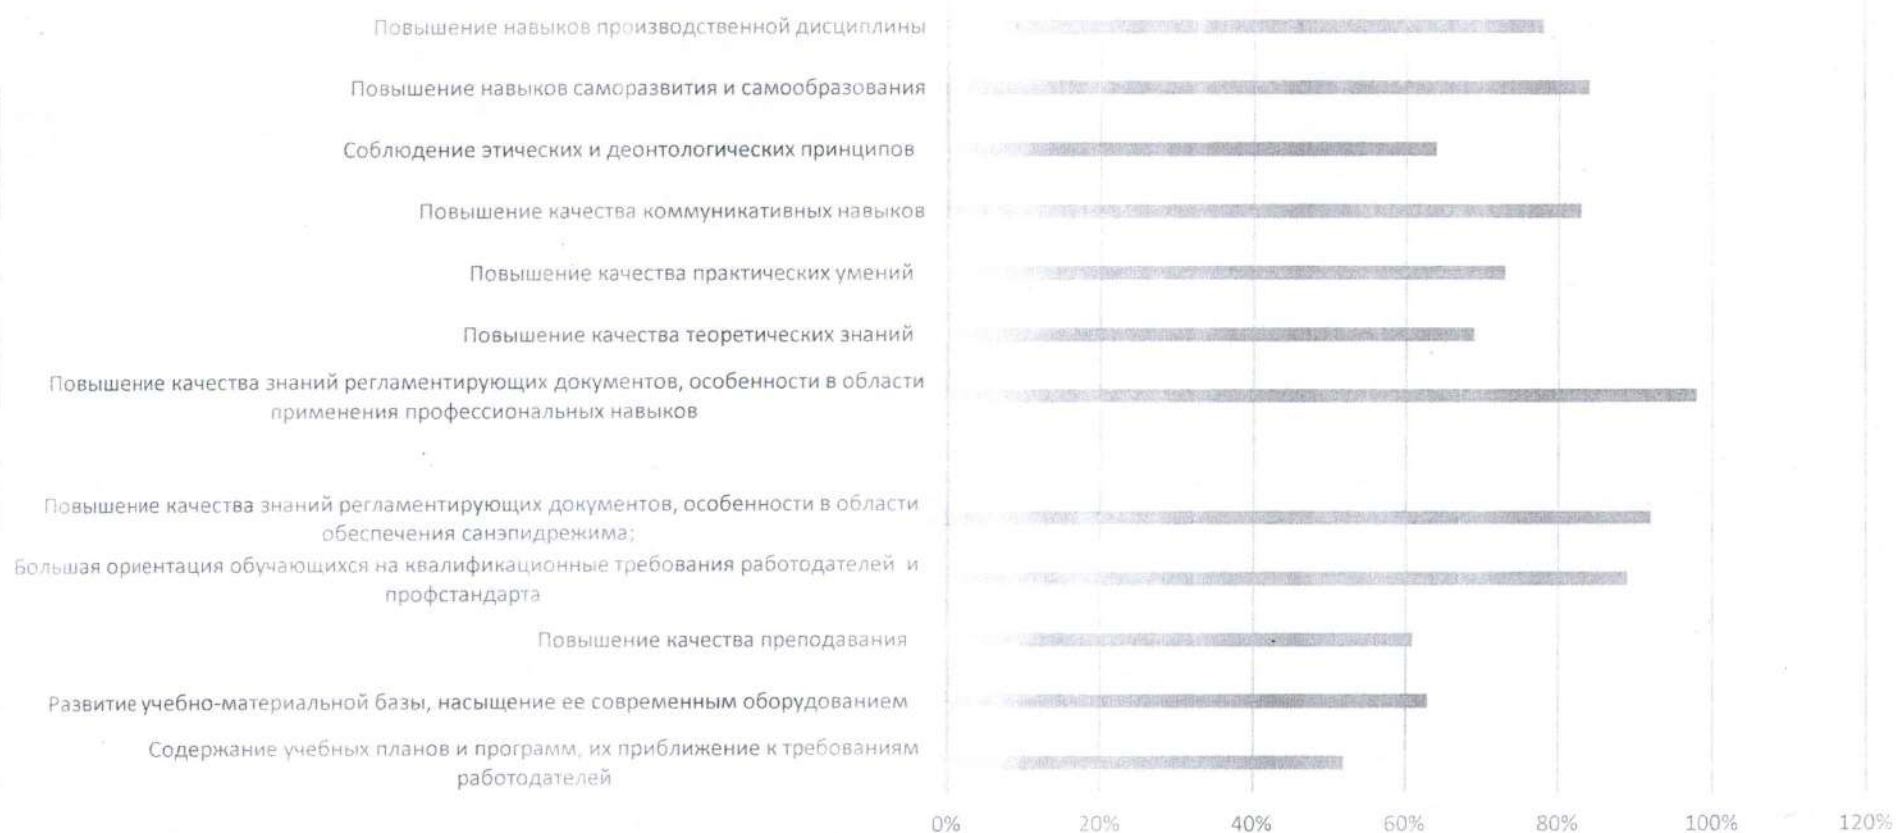 Повышение навыков производственной дисциплины
Повышение навыков саморазвития и самообразования
Соблюдение этических и деонтологических принципов
Повышение качества коммуникативных навыков
Повышение качества практических умений
Повышение качества теоретических знаний
Повышение качества знаний регламентирующих документов, особенности в области
применения профессиональных навыков
Повышение качества знаний регламентирующих документов, особенности в области
обеспечения санэпидрежима;
Большая ориентация обучающихся на квалификационные требования работодателей и
профстандарта
Повышение качества преподавания
Развитие учебно-материальной базы, насыщение ее современным оборудованием
Содержание учебных планов и программ, их приближение к требованиям
работодателей
0% 20% 40% 60% 80% 100% 120%